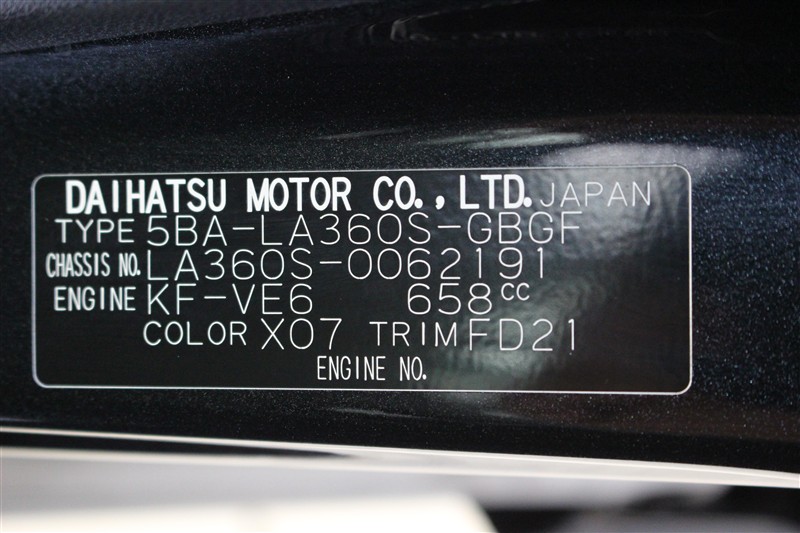 DAIHATSU MOTOR CO., LTD. JAPAN
TYPE 5BA-LA360S-GBGF
CHASSIS NO. LA360S-0062191
ENGINE KF-VE6 658cc
COLOR X07 TRIM FD21
ENGINE NO.